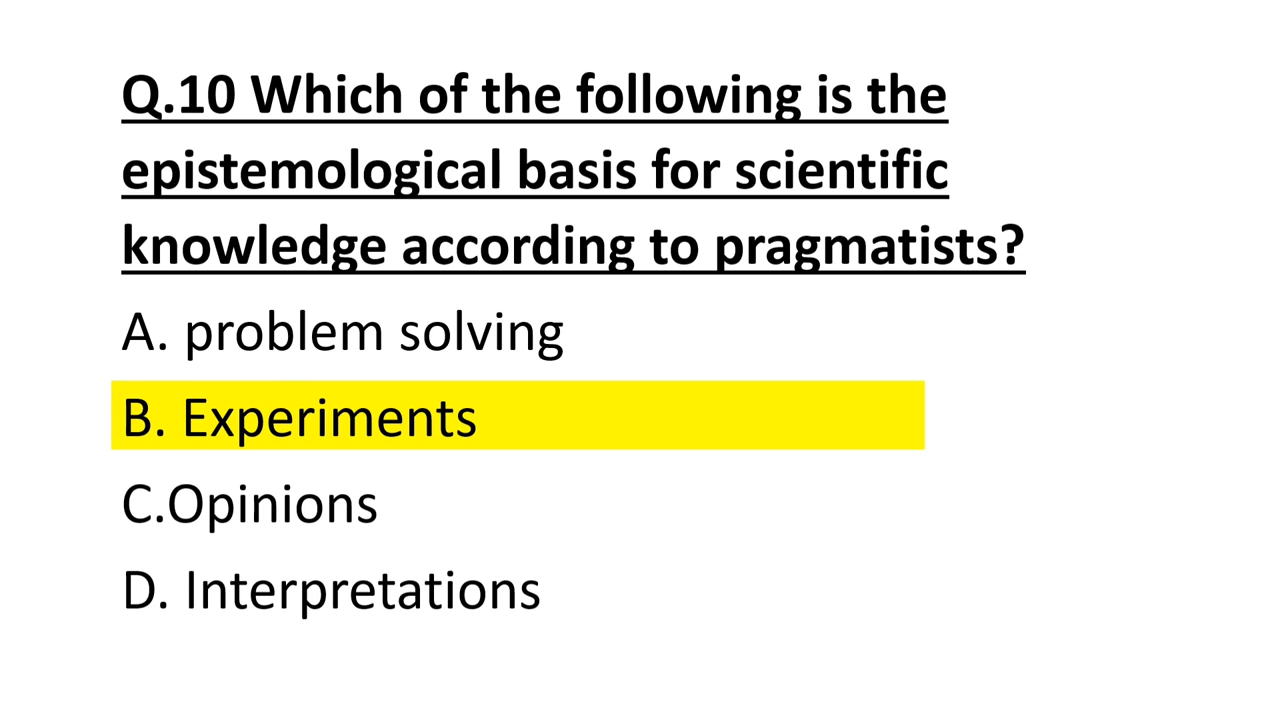 Q.10 Which of the following is the
epistemological basis for scientific
knowledge according to pragmatists?
A. problem solving
B. Experiments
C.Opinions
D. Interpretations